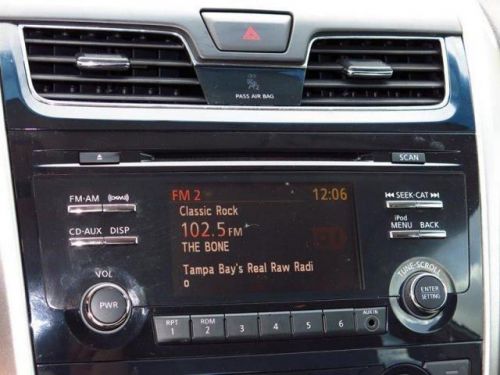 PASS AIR BAG
SCAN
FM 2 12:06
Classic Rock
102.5 FM
THE BONE
Tampa Bay's Real Raw Radi
o
FM-AM
CD-AUX DISP
SEEK-CAT
iPod
MENU BACK
VOL
PWR
TUNE-SCROLL
ENTER
SETTING
RPT RDM
1 2 3 4 5 6
AUX IN